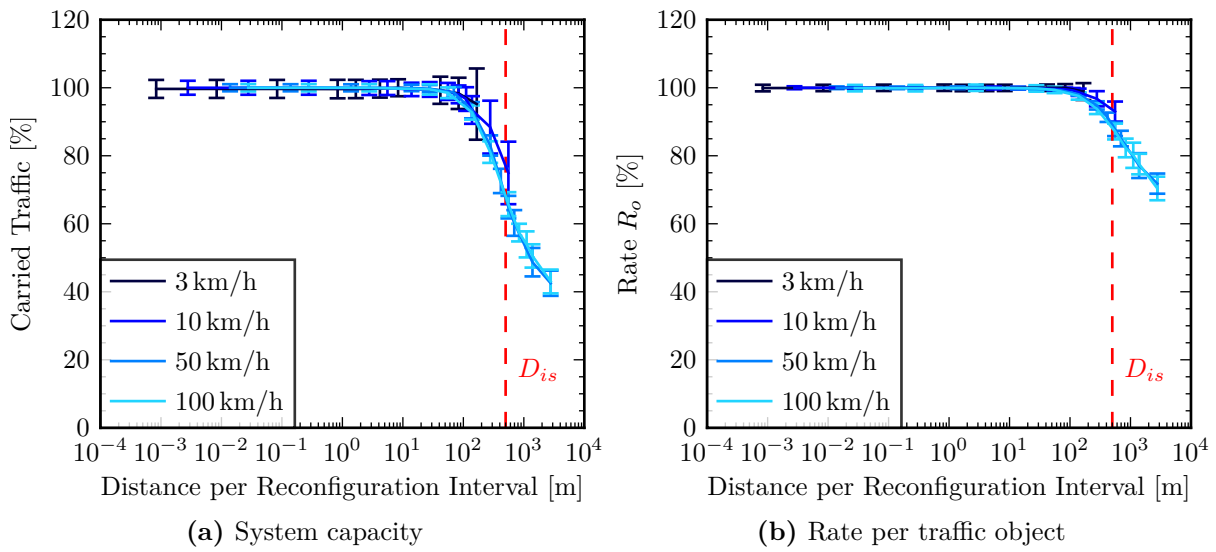 120
100
80
60
40
20
0
Carried Traffic [%]
3 km/h
10 km/h
50 km/h
100 km/h
D_{is}
10^{-4} 10^{-3} 10^{-2} 10^{-1} 10^{0} 10^{1} 10^{2} 10^{3} 10^{4}
Distance per Reconfiguration Interval [m]
(a) System capacity
120
100
80
60
40
20
0
Rate R_o [%]
3 km/h
10 km/h
50 km/h
100 km/h
D_{is}
10^{-4} 10^{-3} 10^{-2} 10^{-1} 10^{0} 10^{1} 10^{2} 10^{3} 10^{4}
Distance per Reconfiguration Interval [m]
(b) Rate per traffic object